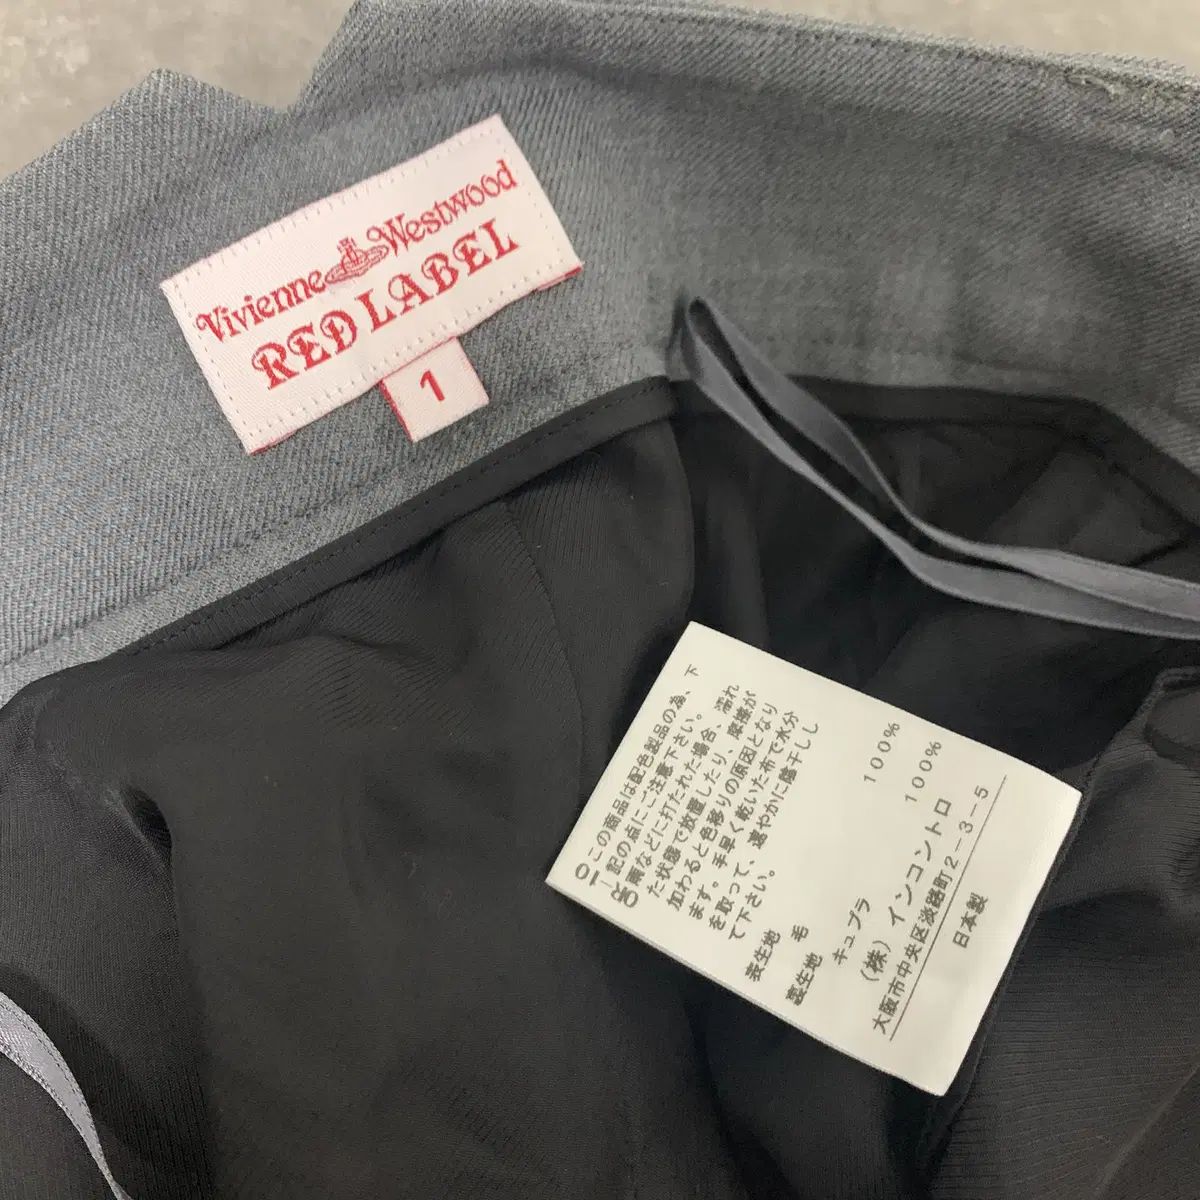 Vivienne Westwood
RED LABEL
1
この商品は配色製品の為、下
記の点にご注意下さい。
雨などに打たれた場合、濡れ
た状態で放置したり、摩擦が
加わると色移りの原因となり
ます。手早く乾いた布で水分
を取って、速やかに陰干しし
て下さい。
表生地
毛 100%
裏生地
キュプラ 100%
(株)インコントロ
大阪市中央区淡路町2-3-5
日本製